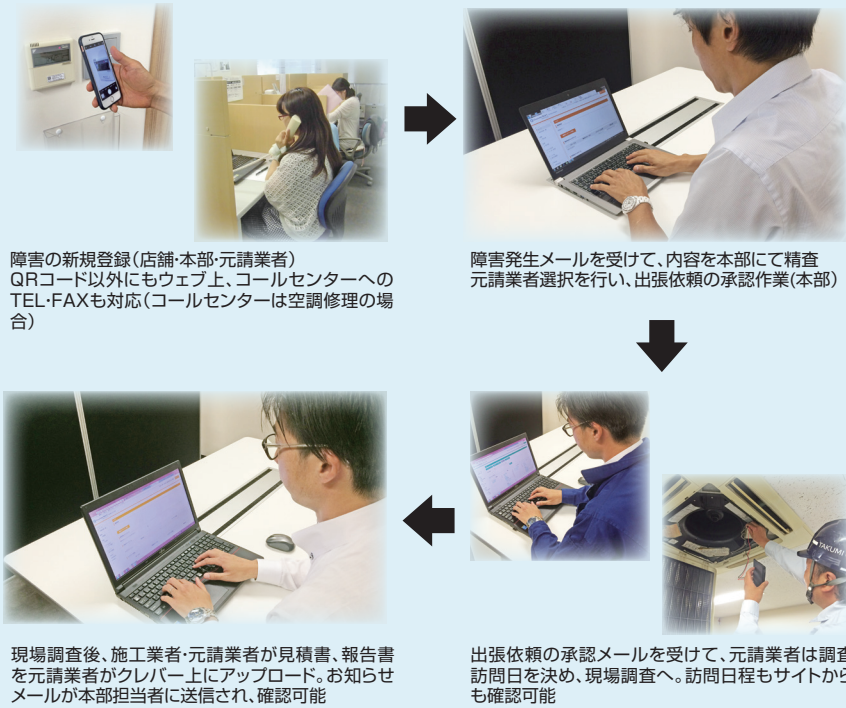 障害の新規登録（店舗・本部・元請業者）
QRコード以外にもウェブ上、コールセンターへの
TEL・FAXも対応（コールセンターは空調修理の場
合）
障害発生メールを受けて、内容を本部にて精査
元請業者選択を行い、出張依頼の承認作業(本部)
出張依頼の承認メールを受けて、元請業者は調査
訪問日を決め、現場調査へ。訪問日程もサイトから
も確認可能
TAKUMI
現場調査後、施工業者・元請業者が見積書、報告書
を元請業者がクレバー上にアップロード。お知らせ
メールが本部担当者に送信され、確認可能